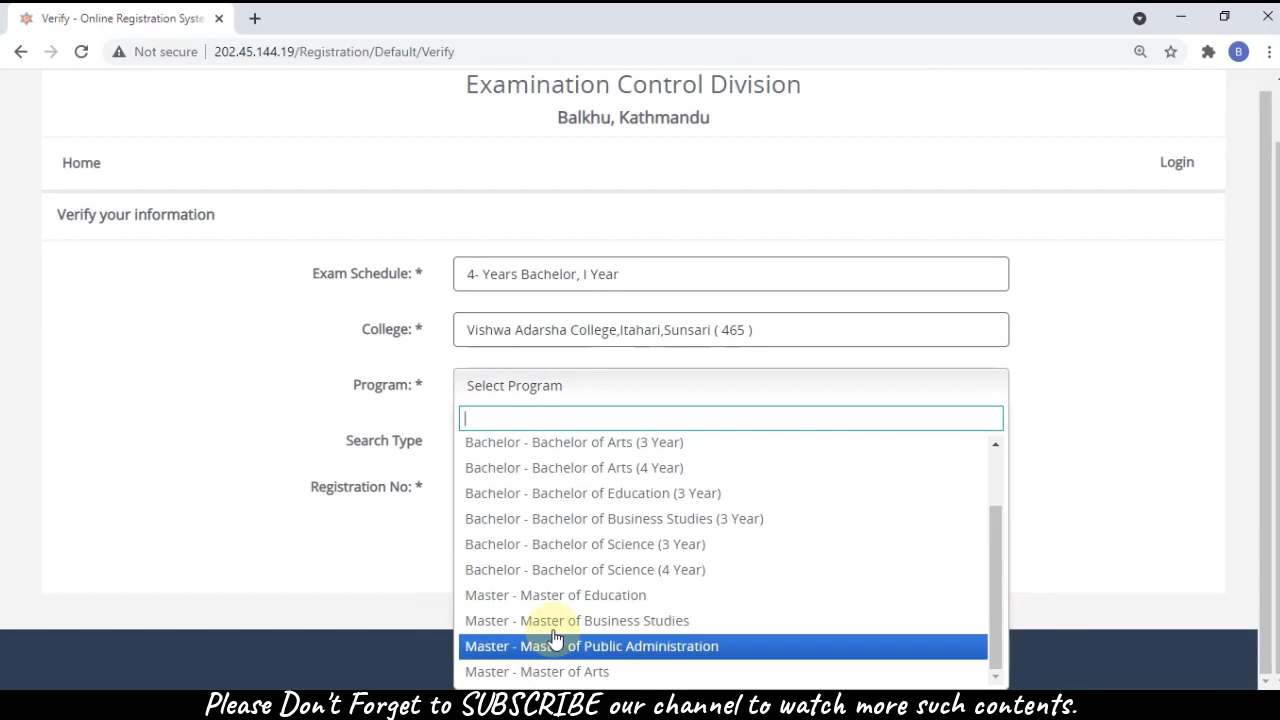 Verify - Online Registration Syste
Not secure
202.45.144.19/Registration/Default/Verify
B
Examination Control Division
Balkhu, Kathmandu
Home
Login
Verify your information
Exam Schedule: *
4- Years Bachelor, I Year
College: *
Vishwa Adarsha College,Itahari,Sunsari ( 465 )
Program: *
Select Program
Search Type
Registration No: *
Bachelor - Bachelor of Arts (3 Year)
Bachelor - Bachelor of Arts (4 Year)
Bachelor - Bachelor of Education (3 Year)
Bachelor - Bachelor of Business Studies (3 Year)
Bachelor - Bachelor of Science (3 Year)
Bachelor - Bachelor of Science (4 Year)
Master - Master of Education
Master - Master of Business Studies
Master - Master of Public Administration
Master - Master of Arts
Please Don't Forget to SUBSCRIBE our channel to watch more such contents.